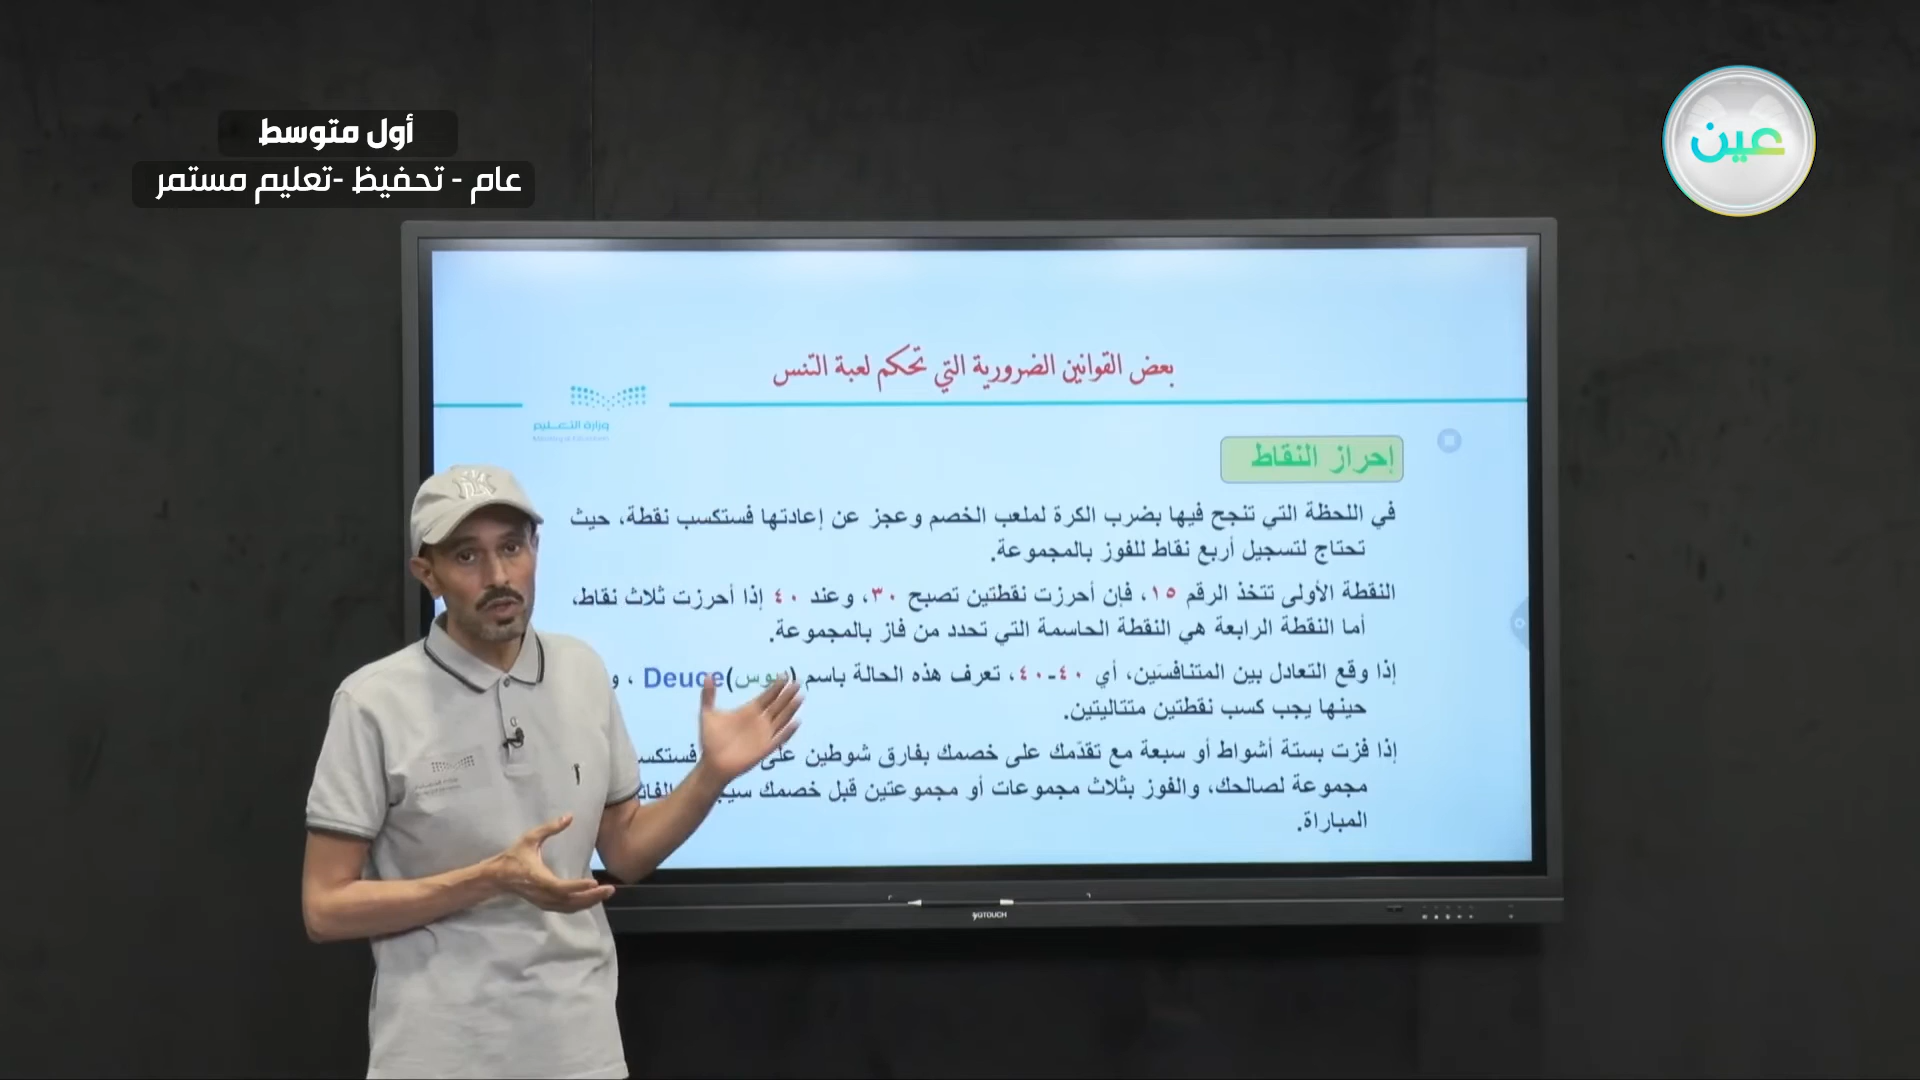 أول متوسط
عام - تحفيظ -تعليم مستمر
عين
بعض القوانين الضرورية التي تحكم لعبة التنس
وزارة التعليم
إحراز النقاط
في اللحظة التي تنجح فيها بضرب الكرة لملعب الخصم وعجز عن إعادتها فستكسب نقطة، حيث
تحتاج لتسجيل أربع نقاط للفوز بالمجموعة.
النقطة الأولى تتخذ الرقم ١٥، فإن أحرزت نقطتين تصبح ٣٠، وعند ٤٠ إذا أحرزت ثلاث نقاط،
أما النقطة الرابعة هي النقطة الحاسمة التي تحدد من فاز بالمجموعة.
إذا وقع التعادل بين المتنافسَين، أي ٤٠-٤٠، تعرف هذه الحالة باسم Deuce ، و
حينها يجب كسب نقطتين متتاليتين.
إذا فزت بستة أشواط أو سبعة مع تقدّمك على خصمك بفارق شوطين
مجموعة لصالحك، والفوز بثلاث مجموعات أو مجموعتين قبل خصمك
المباراة.